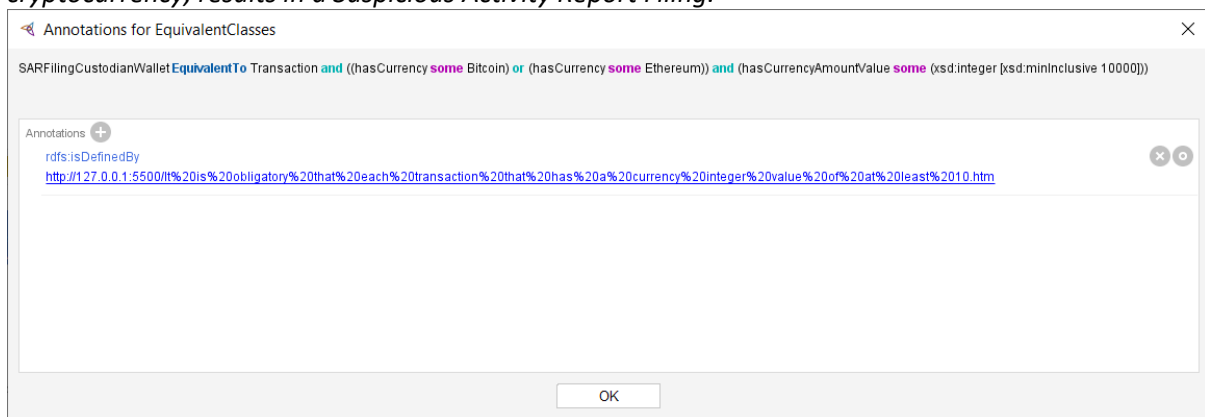 cryptocurrency, results in a Suspicious Activity Report Filing.
Annotations for EquivalentClasses
SARFilingCustodianWallet EquivalentTo Transaction and ((hasCurrency some Bitcoin) or (hasCurrency some Ethereum)) and (hasCurrencyAmountValue some (xsd:integer [xsd:minInclusive 10000]))
Annotations
rdfs:isDefinedBy
http://127.0.0.1:5500/It%20is%20obligatory%20that%20each%20transaction%20that%20has%20a%20currency%20integer%20value%20of%20at%20least%2010.htm
OK